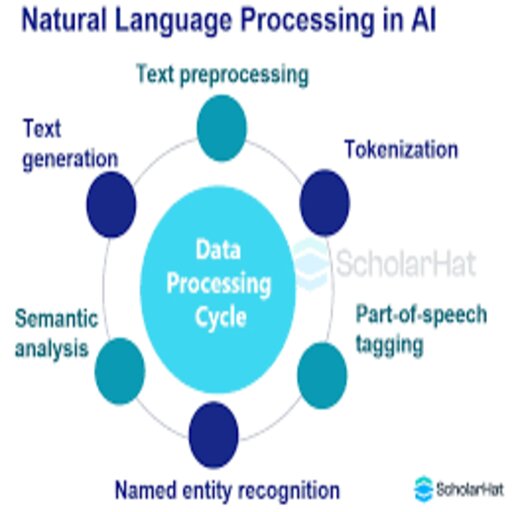 Natural Language Processing in AI
Text preprocessing
Text
generation
Tokenization
Data
Processing
Cycle
ScholarHat
Semantic
analysis
Part-of-speech
tagging
Named entity recognition
ScholarHat